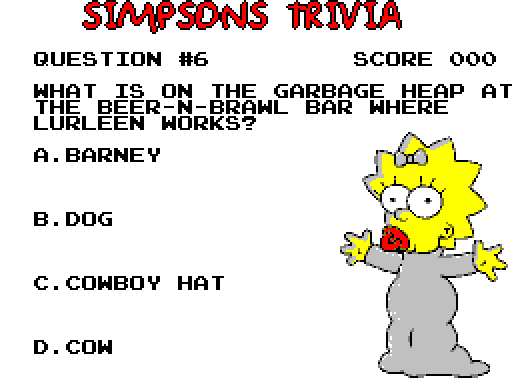 SIMPSONS TRIVIA
QUESTION #6 SCORE 000
WHAT IS ON THE GARBAGE HEAP AT
THE BEER-N-BRAWL BAR WHERE
LURLEEN WORKS?
A.BARNEY
B.DOG
C.COWBOY HAT
D.COW